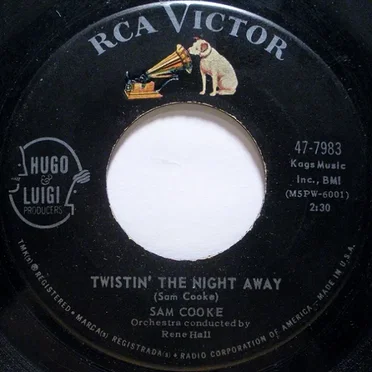 RCA VICTOR
HUGO
&
LUIGI
PRODUCERS
47-7983
Kags Music
Inc., BMI
(M5PW-6001)
2:30
TWISTIN' THE NIGHT AWAY
(Sam Cooke)
SAM COOKE
Orchestra conducted by
Rene Hall
TMK(s) ® REGISTERED • MARCA(s) REGISTRADA(s) • RADIO CORPORATION OF AMERICA—MADE IN U.S.A.